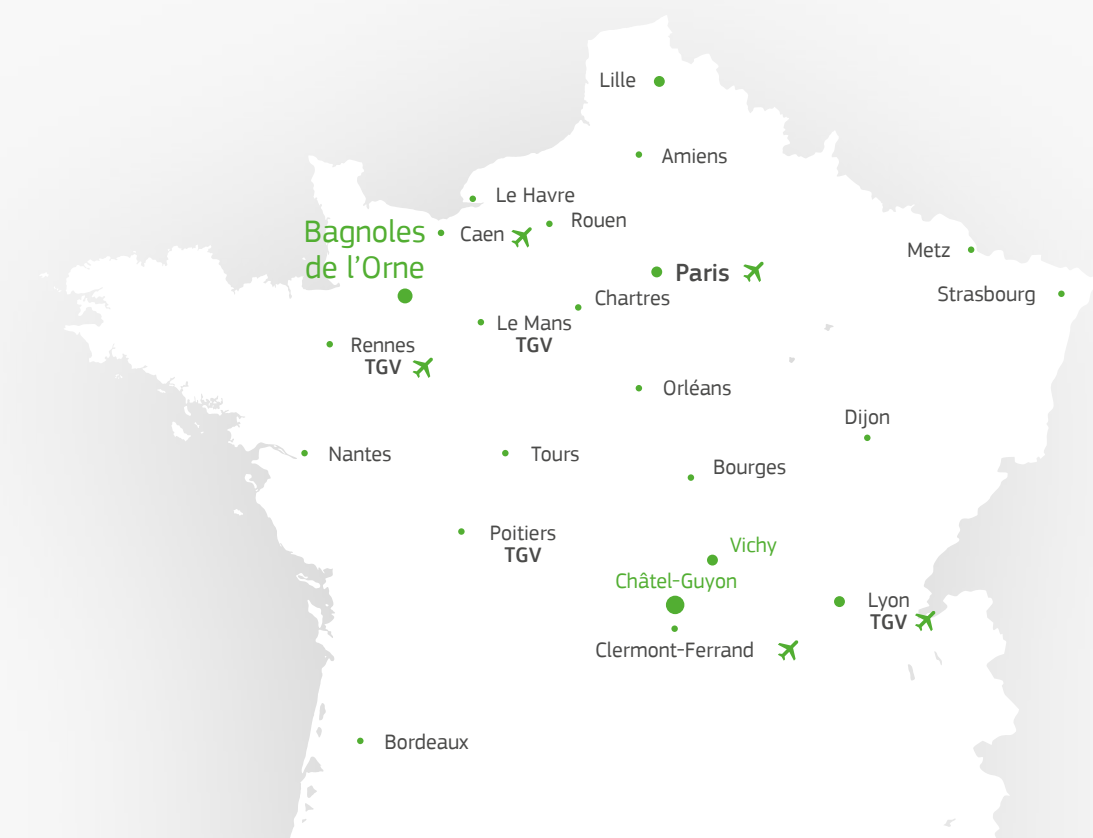 Lille
Amiens
Le Havre
Rouen
Bagnoles
de l’Orne
Caen
Metz
Paris
Strasbourg
Chartres
Le Mans
TGV
Rennes
TGV
Orléans
Dijon
Nantes
Tours
Bourges
Poitiers
TGV
Vichy
Châtel-Guyon
Lyon
TGV
Clermont-Ferrand
Bordeaux